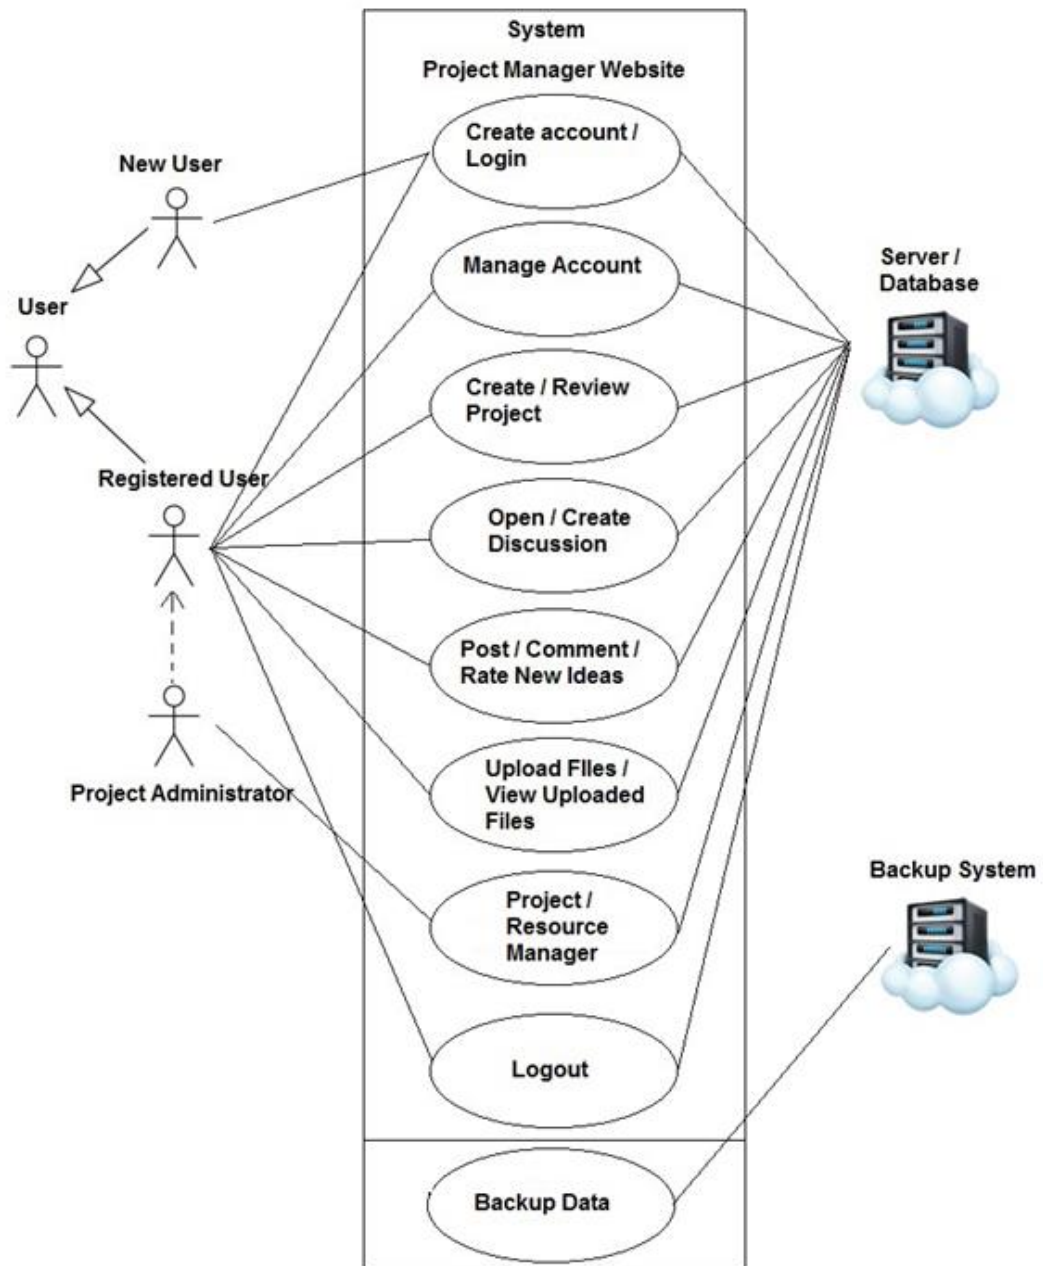 System
Project Manager Website
Create account /
Login
New User
Manage Account
Server /
Database
User
Create / Review
Project
Registered User
Open / Create
Discussion
Post / Comment /
Rate New Ideas
Project Administrator
Upload FIles /
View Uploaded
Files
Backup System
Project /
Resource
Manager
Logout
Backup Data